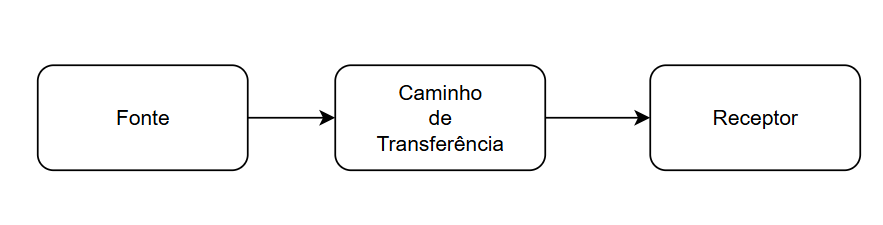 Fonte
Caminho
de
Transferência
Receptor